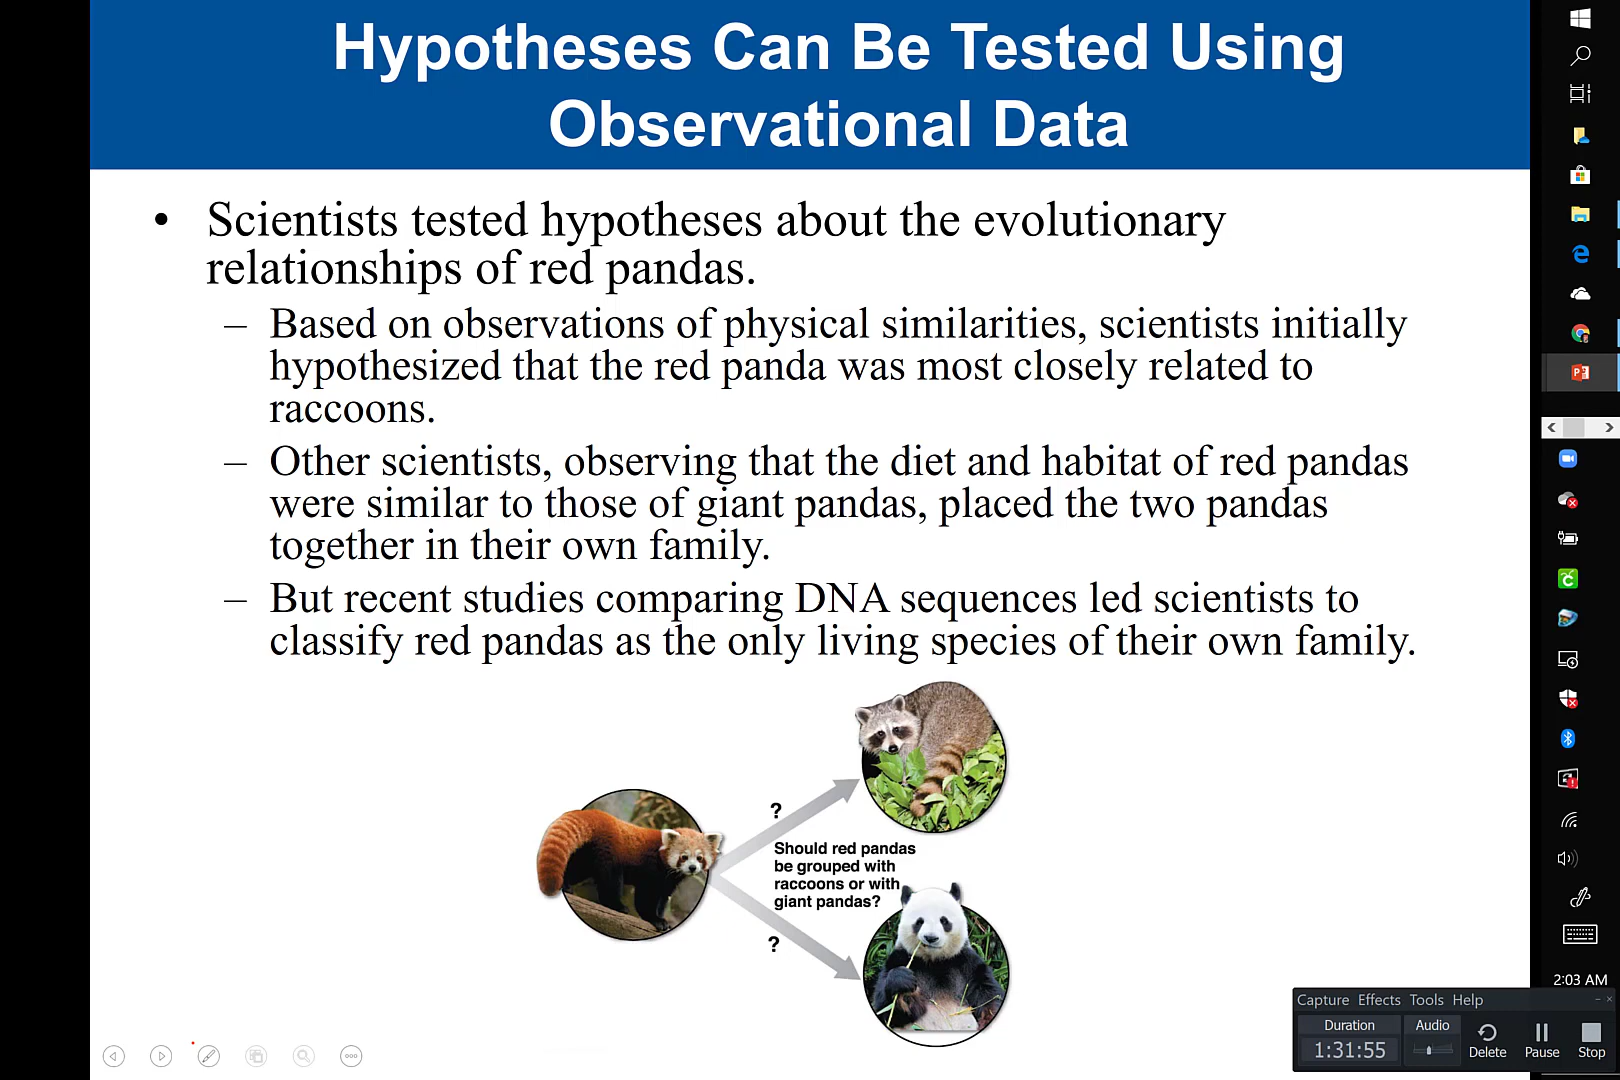 Hypotheses Can Be Tested Using
Observational Data
• Scientists tested hypotheses about the evolutionary
relationships of red pandas.
– Based on observations of physical similarities, scientists initially
hypothesized that the red panda was most closely related to
raccoons.
– Other scientists, observing that the diet and habitat of red pandas
were similar to those of giant pandas, placed the two pandas
together in their own family.
– But recent studies comparing DNA sequences led scientists to
classify red pandas as the only living species of their own family.
?
Should red pandas
be grouped with
raccoons or with
giant pandas?
?
2:03 AM
Capture Effects Tools Help
Duration
Audio
1:31:55
Delete
Pause
Stop